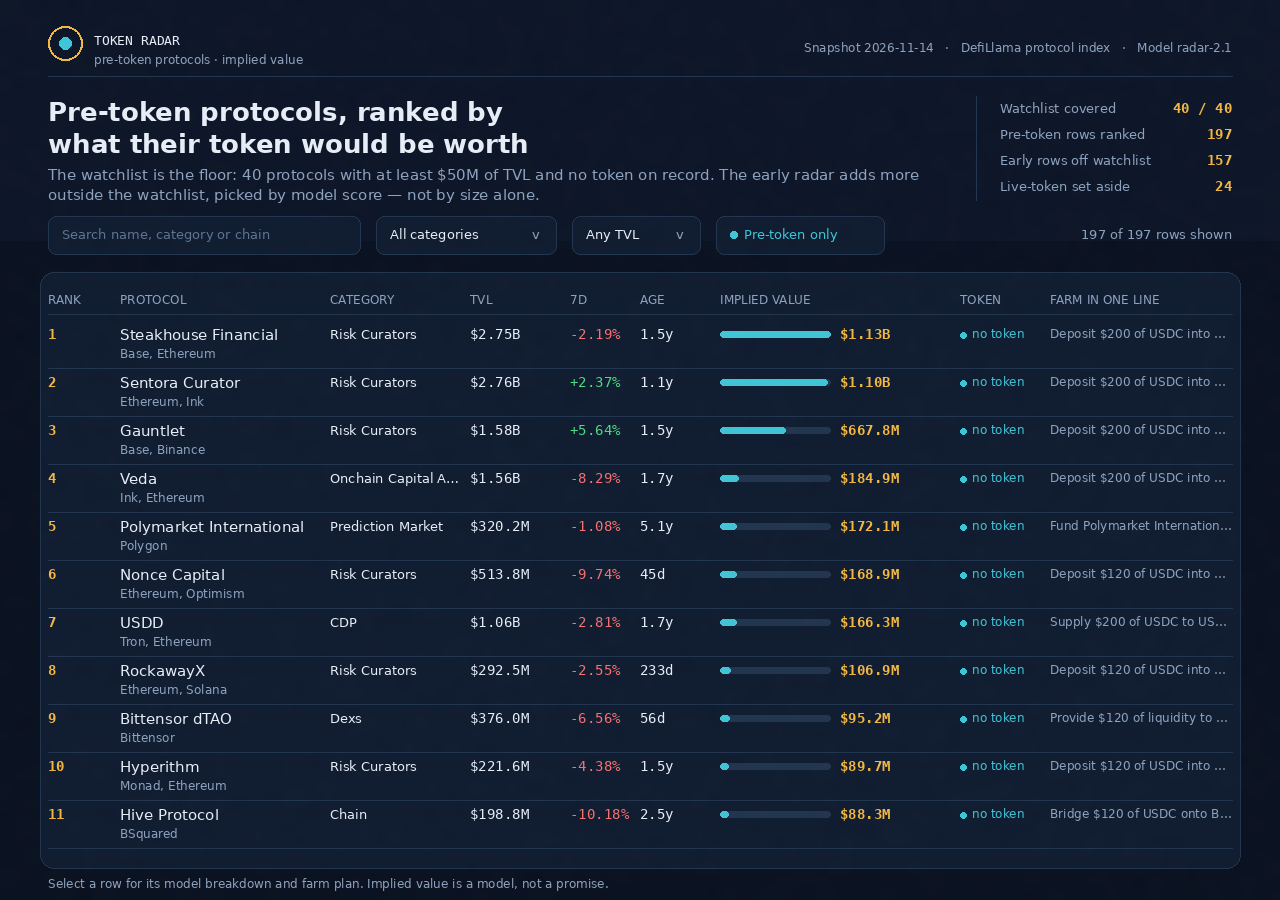 TOKEN RADAR
pre-token protocols · implied value
Snapshot 2026-11-14 · DefiLlama protocol index · Model radar-2.1
Pre-token protocols, ranked by
what their token would be worth
The watchlist is the floor: 40 protocols with at least $50M of TVL and no token on record. The early radar adds more
outside the watchlist, picked by model score — not by size alone.
Watchlist covered 40 / 40
Pre-token rows ranked 197
Early rows off watchlist 157
Live-token set aside 24
Search name, category or chain All categories v Any TVL v Pre-token only 197 of 197 rows shown
RANK PROTOCOL CATEGORY TVL 7D AGE IMPLIED VALUE TOKEN FARM IN ONE LINE
1 Steakhouse Financial Risk Curators $2.75B -2.19% 1.5y $1.13B no token Deposit $200 of USDC into ...
Base, Ethereum
2 Sentora Curator Risk Curators $2.76B +2.37% 1.1y $1.10B no token Deposit $200 of USDC into ...
Ethereum, Ink
3 Gauntlet Risk Curators $1.58B +5.64% 1.5y $667.8M no token Deposit $200 of USDC into ...
Base, Binance
4 Veda Onchain Capital A... $1.56B -8.29% 1.7y $184.9M no token Deposit $200 of USDC into ...
Ink, Ethereum
5 Polymarket International Prediction Market $320.2M -1.08% 5.1y $172.1M no token Fund Polymarket Internation...
Polygon
6 Nonce Capital Risk Curators $513.8M -9.74% 45d $168.9M no token Deposit $120 of USDC into ...
Ethereum, Optimism
7 USDD CDP $1.06B -2.81% 1.7y $166.3M no token Supply $200 of USDC to US...
Tron, Ethereum
8 RockawayX Risk Curators $292.5M -2.55% 233d $106.9M no token Deposit $120 of USDC into ...
Ethereum, Solana
9 Bittensor dTAO Dexs $376.0M -6.56% 56d $95.2M no token Provide $120 of liquidity to ...
Bittensor
10 Hyperithm Risk Curators $221.6M -4.38% 1.5y $89.7M no token Deposit $120 of USDC into ...
Monad, Ethereum
11 Hive Protocol Chain $198.8M -10.18% 2.5y $88.3M no token Bridge $120 of USDC onto B...
BSquared
Select a row for its model breakdown and farm plan. Implied value is a model, not a promise.